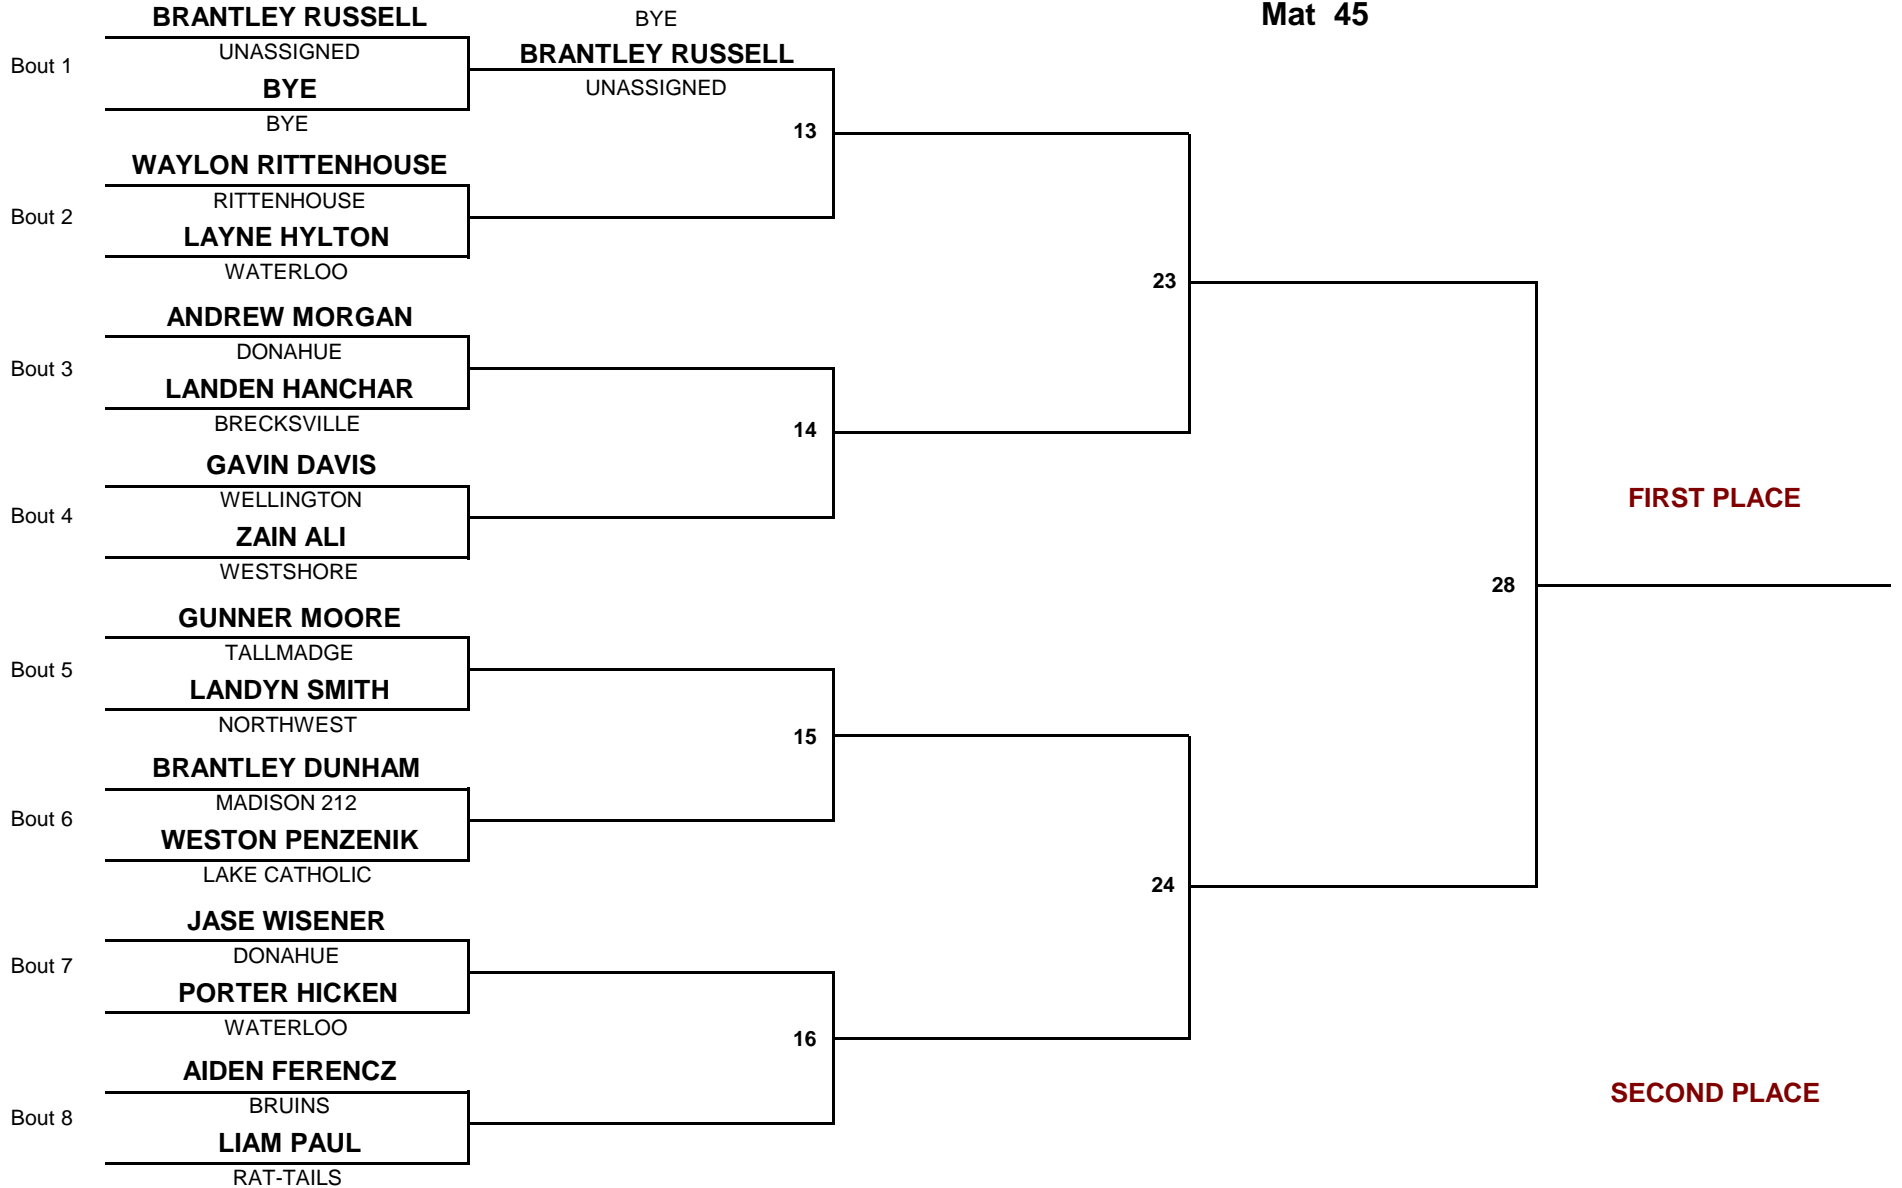 Mat 45
BRANTLEY RUSSELL
Bout 1
UNASSIGNED
BYE
BYE
BYE
BRANTLEY RUSSELL
UNASSIGNED
13
WAYLON RITTENHOUSE
Bout 2
RITTENHOUSE
LAYNE HYLTON
WATERLOO
23
ANDREW MORGAN
Bout 3
DONAHUE
LANDEN HANCHAR
BRECKSVILLE
14
GAVIN DAVIS
Bout 4
WELLINGTON
ZAIN ALI
WESTSHORE
FIRST PLACE
28
GUNNER MOORE
Bout 5
TALLMADGE
LANDYN SMITH
NORTHWEST
15
BRANTLEY DUNHAM
Bout 6
MADISON 212
WESTON PENZENIK
LAKE CATHOLIC
24
JASE WISENER
Bout 7
DONAHUE
PORTER HICKEN
WATERLOO
16
AIDEN FERENCZ
Bout 8
BRUINS
LIAM PAUL
RAT-TAILS
SECOND PLACE